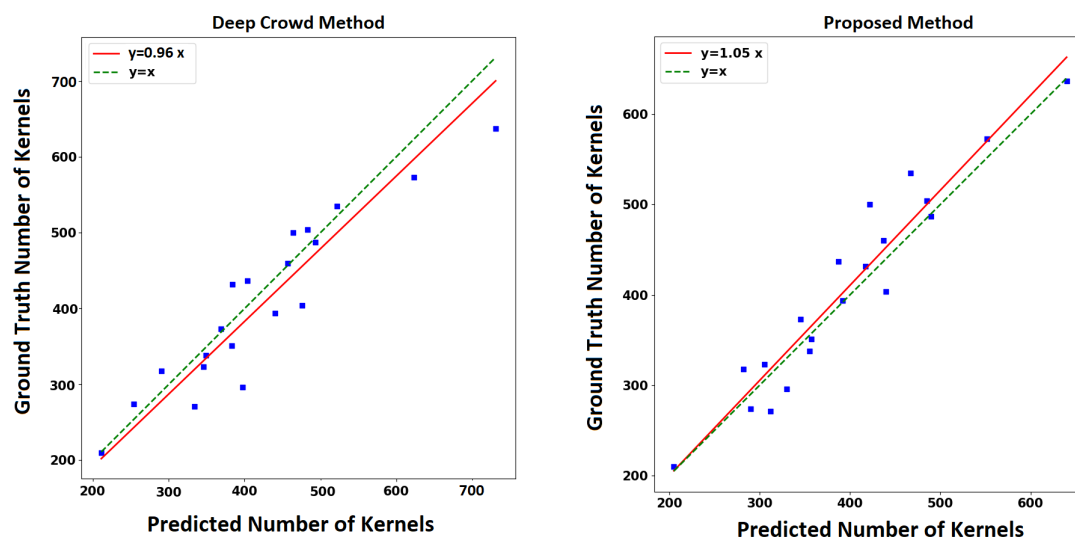 Deep Crowd Method
y=0.96 x
y=x
700
600
500
400
300
200
200 300 400 500 600 700
Ground Truth Number of Kernels
Predicted Number of Kernels
Proposed Method
y=1.05 x
y=x
600
500
400
300
200
200 300 400 500 600
Ground Truth Number of Kernels
Predicted Number of Kernels